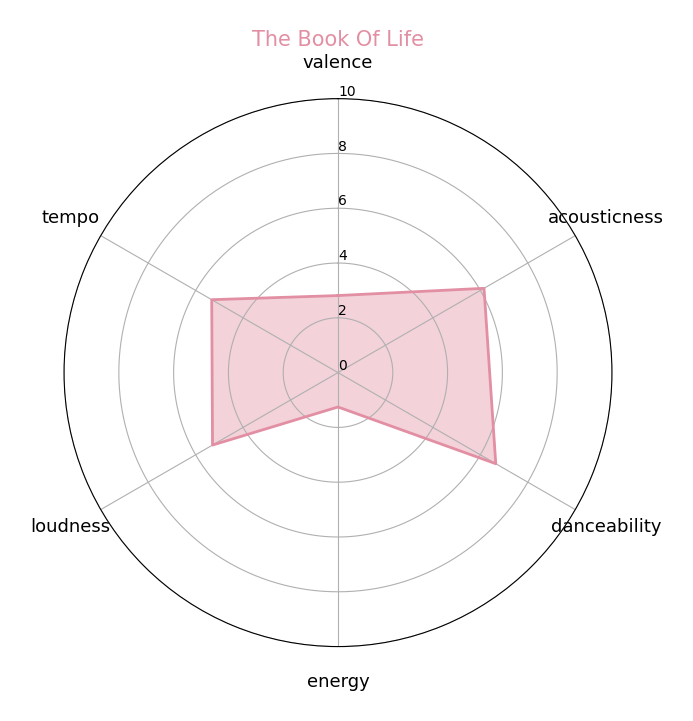 The Book Of Life
valence
10
8
6
4
2
0
tempo
acousticness
loudness
danceability
energy